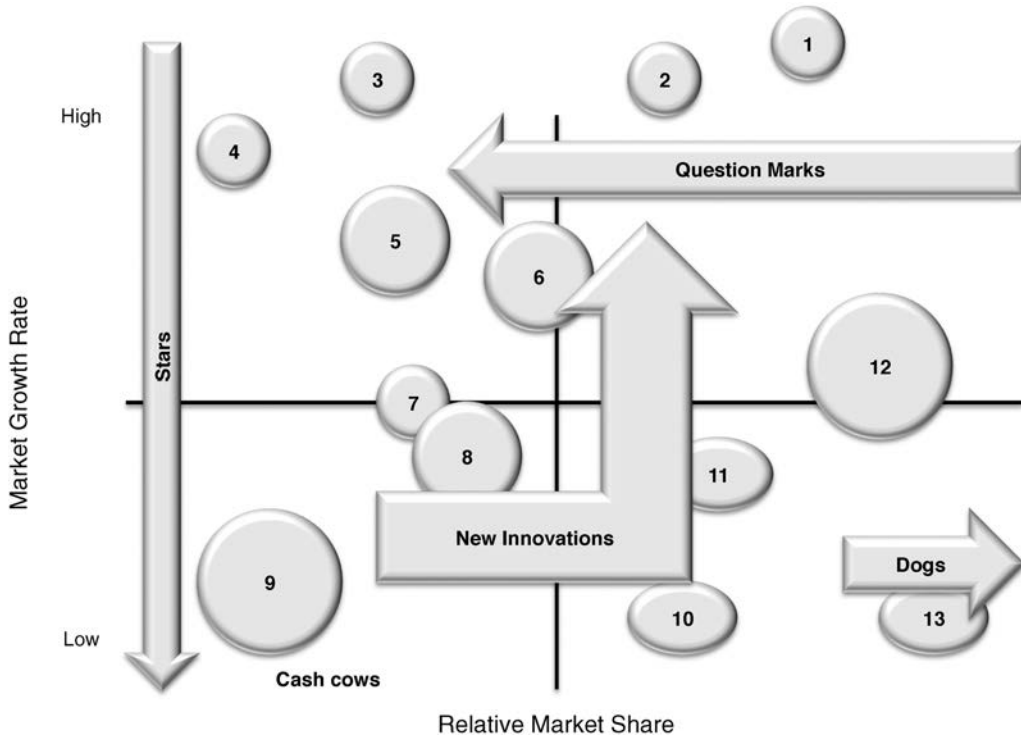 1
2
3
High
4
Question Marks
5
6
Market Growth Rate
Stars
12
7
8
11
New Innovations
Dogs
9
10
13
Low
Cash cows
Relative Market Share